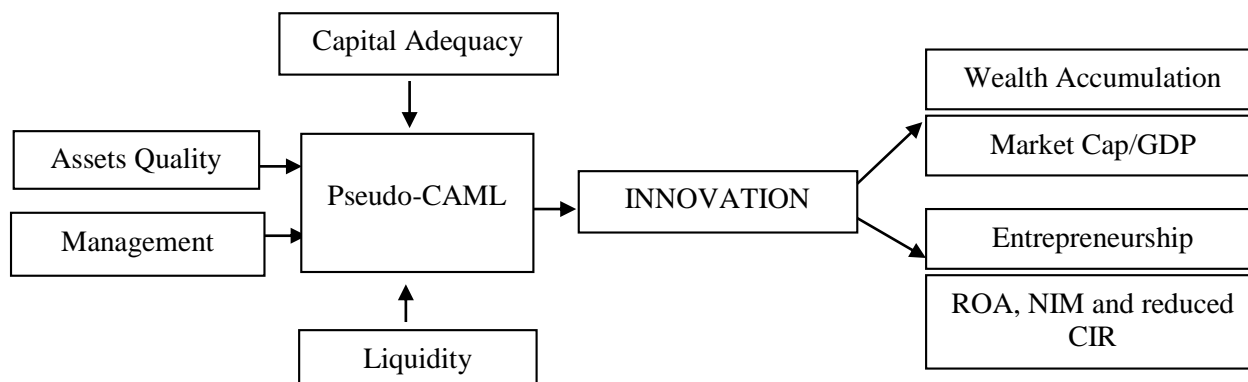 Capital Adequacy
Wealth Accumulation
Assets Quality
Market Cap/GDP
Pseudo-CAML
INNOVATION
Management
Entrepreneurship
ROA, NIM and reduced
CIR
Liquidity